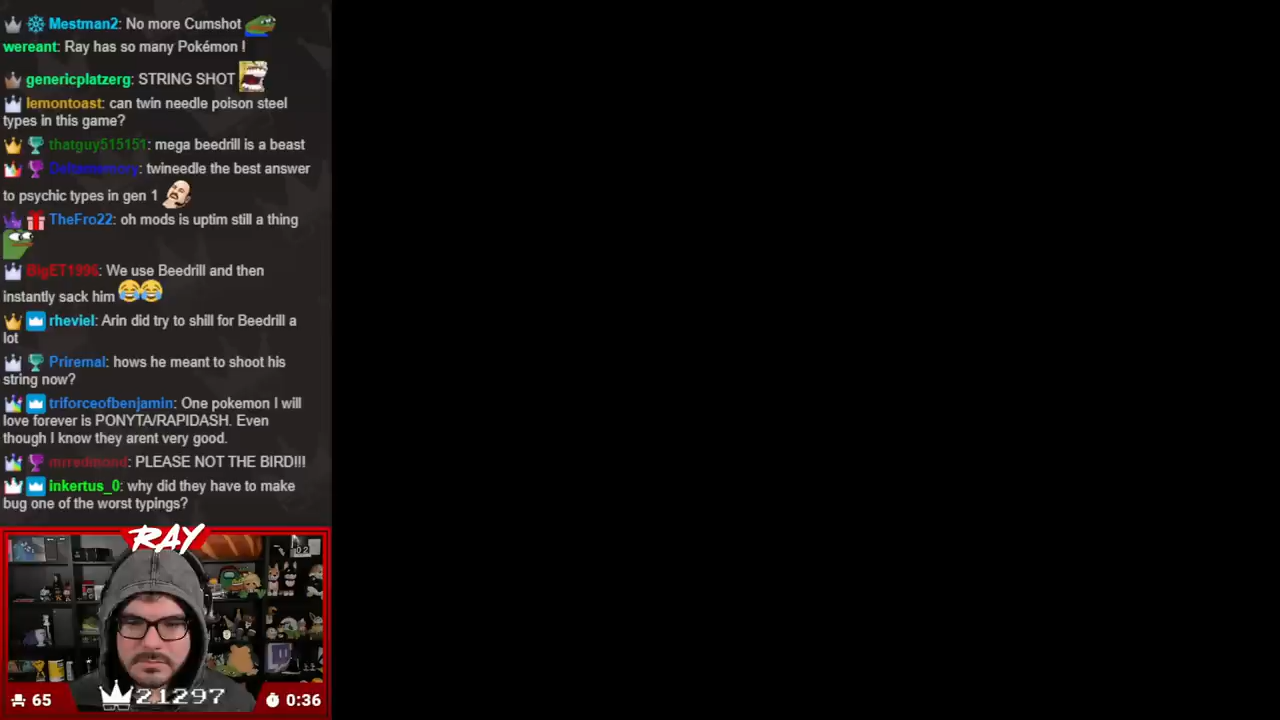 Mestman2: No more Cumshot
wereant: Ray has so many Pokémon !
genericplatzerg: STRING SHOT
lemontoast: can twin needle poison steel
types in this game?
thatguy515151: mega beedrill is a beast
twineedle the best answer
to psychic types in gen 1
TheFro22: oh mods is uptim still a thing
BigET1996: We use Beedrill and then
instantly sack him
rheviel: Arin did try to shill for Beedrill a
lot
Priremal: hows he meant to shoot his
string now?
triforceofbenjamin: One pokemon I will
love forever is PONYTA/RAPIDASH. Even
though I know they arent very good.
mrredmond: PLEASE NOT THE BIRD!!!
inkertus_0: why did they have to make
bug one of the worst typings?
RAY
65
21297
0:36